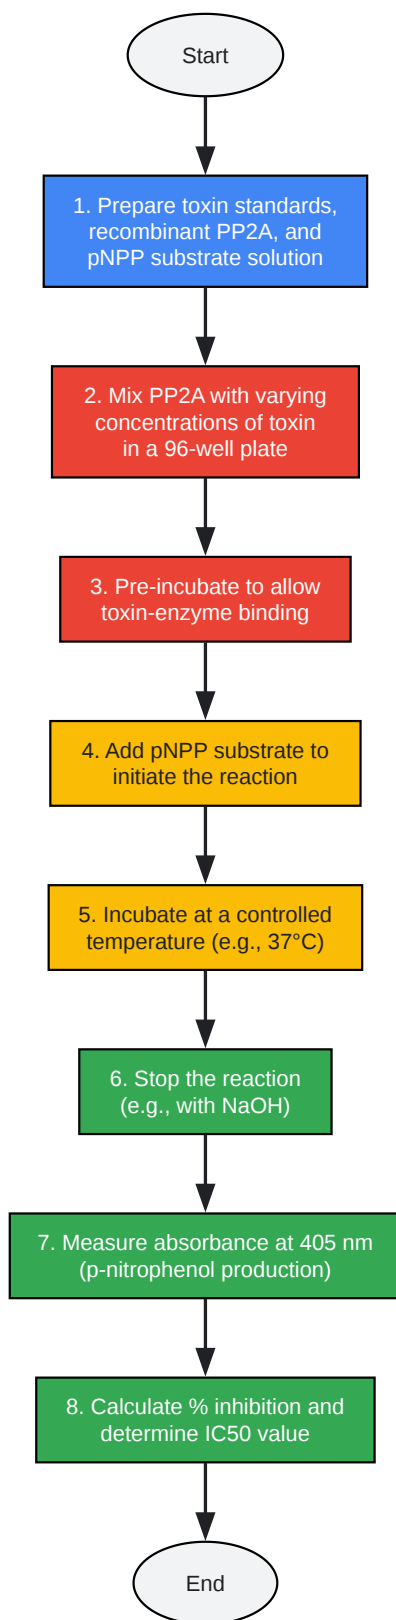 Start
1. Prepare toxin standards,
recombinant PP2A, and
pNPP substrate solution
2. Mix PP2A with varying
concentrations of toxin
in a 96-well plate
3. Pre-incubate to allow
toxin-enzyme binding
4. Add pNPP substrate to
initiate the reaction
5. Incubate at a controlled
temperature (e.g., 37°C)
6. Stop the reaction
(e.g., with NaOH)
7. Measure absorbance at 405 nm
(p-nitrophenol production)
8. Calculate % inhibition and
determine IC50 value
End